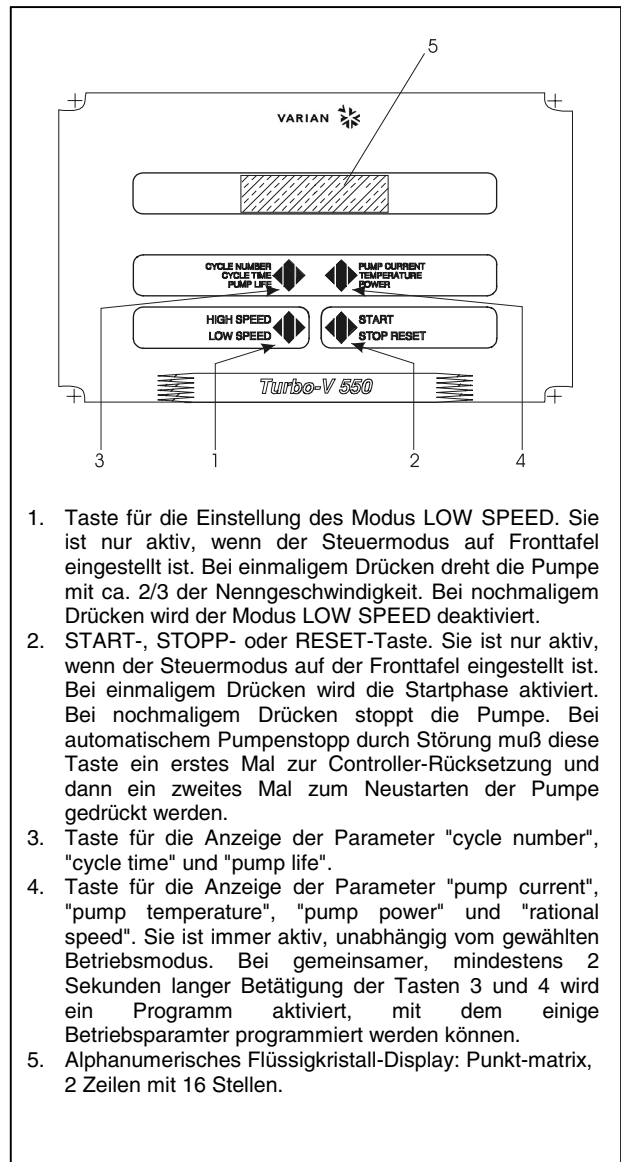 5
VARIAN
CYCLE NUMBER
CYCLE TIME
PUMP LIFE
PUMP CURRENT
TEMPERATURE
POWER
HIGH SPEED
LOW SPEED
START
STOP RESET
Turbo-V 550
3
1
2
4
1. Taste für die Einstellung des Modus LOW SPEED. Sie
ist nur aktiv, wenn der Steuermodus auf Fronttafel
eingestellt ist. Bei einmaligem Drücken dreht die Pumpe
mit ca. 2/3 der Nenngeschwindigkeit. Bei nochmaligem
Drücken wird der Modus LOW SPEED deaktiviert.
2. START-, STOPP- oder RESET-Taste. Sie ist nur aktiv,
wenn der Steuermodus auf der Fronttafel eingestellt ist.
Bei einmaligem Drücken wird die Startphase aktiviert.
Bei nochmaligem Drücken stoppt die Pumpe. Bei
automatischem Pumpenstopp durch Störung muß diese
Taste ein erstes Mal zur Controller-Rücksetzung und
dann ein zweites Mal zum Neustarten der Pumpe
gedrückt werden.
3. Taste für die Anzeige der Parameter "cycle number",
"cycle time" und "pump life".
4. Taste für die Anzeige der Parameter "pump current",
"pump temperature", "pump power" und "rational
speed". Sie ist immer aktiv, unabhängig vom gewählten
Betriebsmodus. Bei gemeinsamer, mindestens 2
Sekunden langer Betätigung der Tasten 3 und 4 wird
ein Programm aktiviert, mit dem einige
Betriebsparamter programmiert werden können.
5. Alphanumerisches Flüssigkristall-Display: Punkt-matrix,
2 Zeilen mit 16 Stellen.